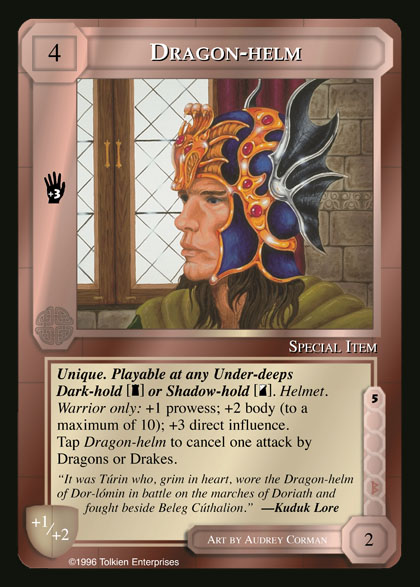 4
DRAGON-HELM
+3
SPECIAL ITEM
Unique. Playable at any Under-deeps
Dark-hold [] or Shadow-hold []. Helmet.
Warrior only: +1 prowess; +2 body (to a
maximum of 10); +3 direct influence.
Tap Dragon-helm to cancel one attack by
Dragons or Drakes.
“It was Túrin who, grim in heart, wore the Dragon-helm
of Dor-lómin in battle on the marches of Doriath and
fought beside Beleg Cúthalion.” —Kuduk Lore
5
+1/+2
ART BY AUDREY CORMAN
2
©1996 Tolkien Enterprises